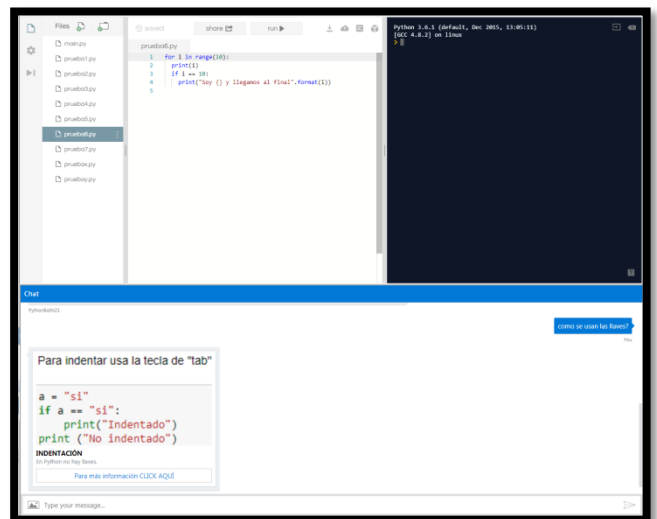 Files
saved
share
run
main.py
prueba1.py
prueba2.py
prueba3.py
prueba4.py
prueba5.py
prueba6.py
prueba7.py
pruebax.py
pruebay.py
prueba6.py
1 for i in range(10):
2 print(i)
3 if i == 10:
4 print("Soy {} y llegamos al final".format(i))
5
Python 3.6.1 (default, Dec 2015, 13:05:11)
[GCC 4.8.2] on linux
>
Chat
como se usan las llaves?
You
Para indentar usa la tecla de "tab"
a = "si"
if a == "si":
print("Indentado")
print ("No indentado")
INDENTACIÓN
En Python no hay llaves.
Para más información CLICK AQUÍ
Type your message...